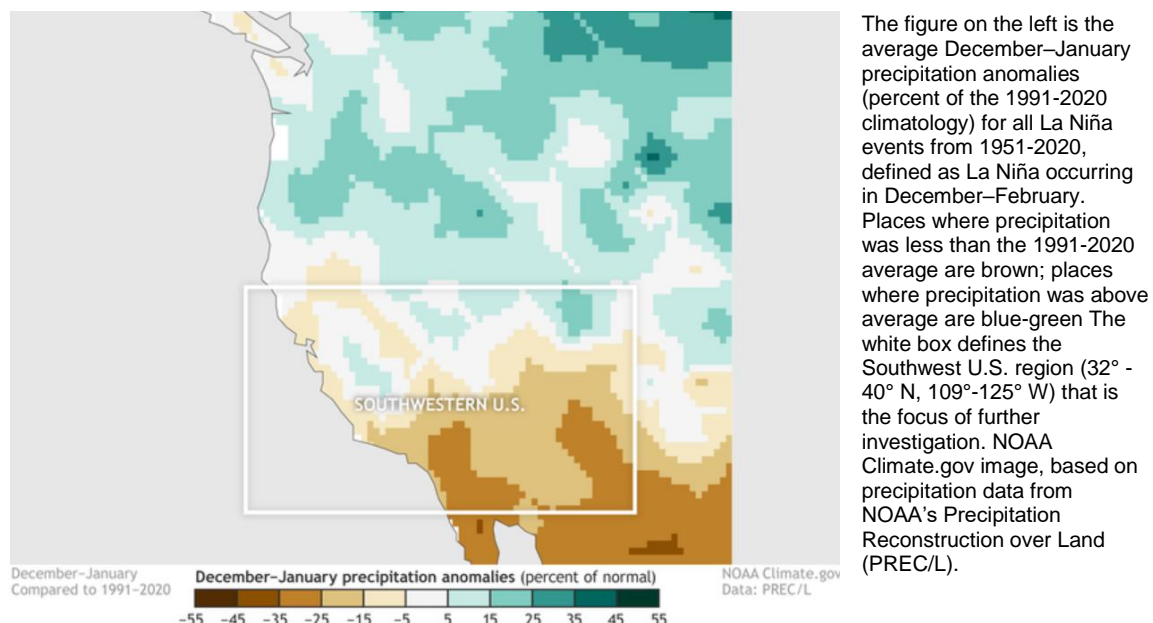 SOUTHWESTERN U.S.
December–January
Compared to 1991–2020
December–January precipitation anomalies (percent of normal)
-55 -45 -35 -25 -15 -5 5 15 25 35 45 55
NOAA Climate.gov
Data: PREC/L
The figure on the left is the
average December–January
precipitation anomalies
(percent of the 1991-2020
climatology) for all La Niña
events from 1951-2020,
defined as La Niña occurring
in December–February.
Places where precipitation
was less than the 1991-2020
average are brown; places
where precipitation was above
average are blue-green The
white box defines the
Southwest U.S. region (32° -
40° N, 109°-125° W) that is
the focus of further
investigation. NOAA
Climate.gov image, based on
precipitation data from
NOAA’s Precipitation
Reconstruction over Land
(PREC/L).